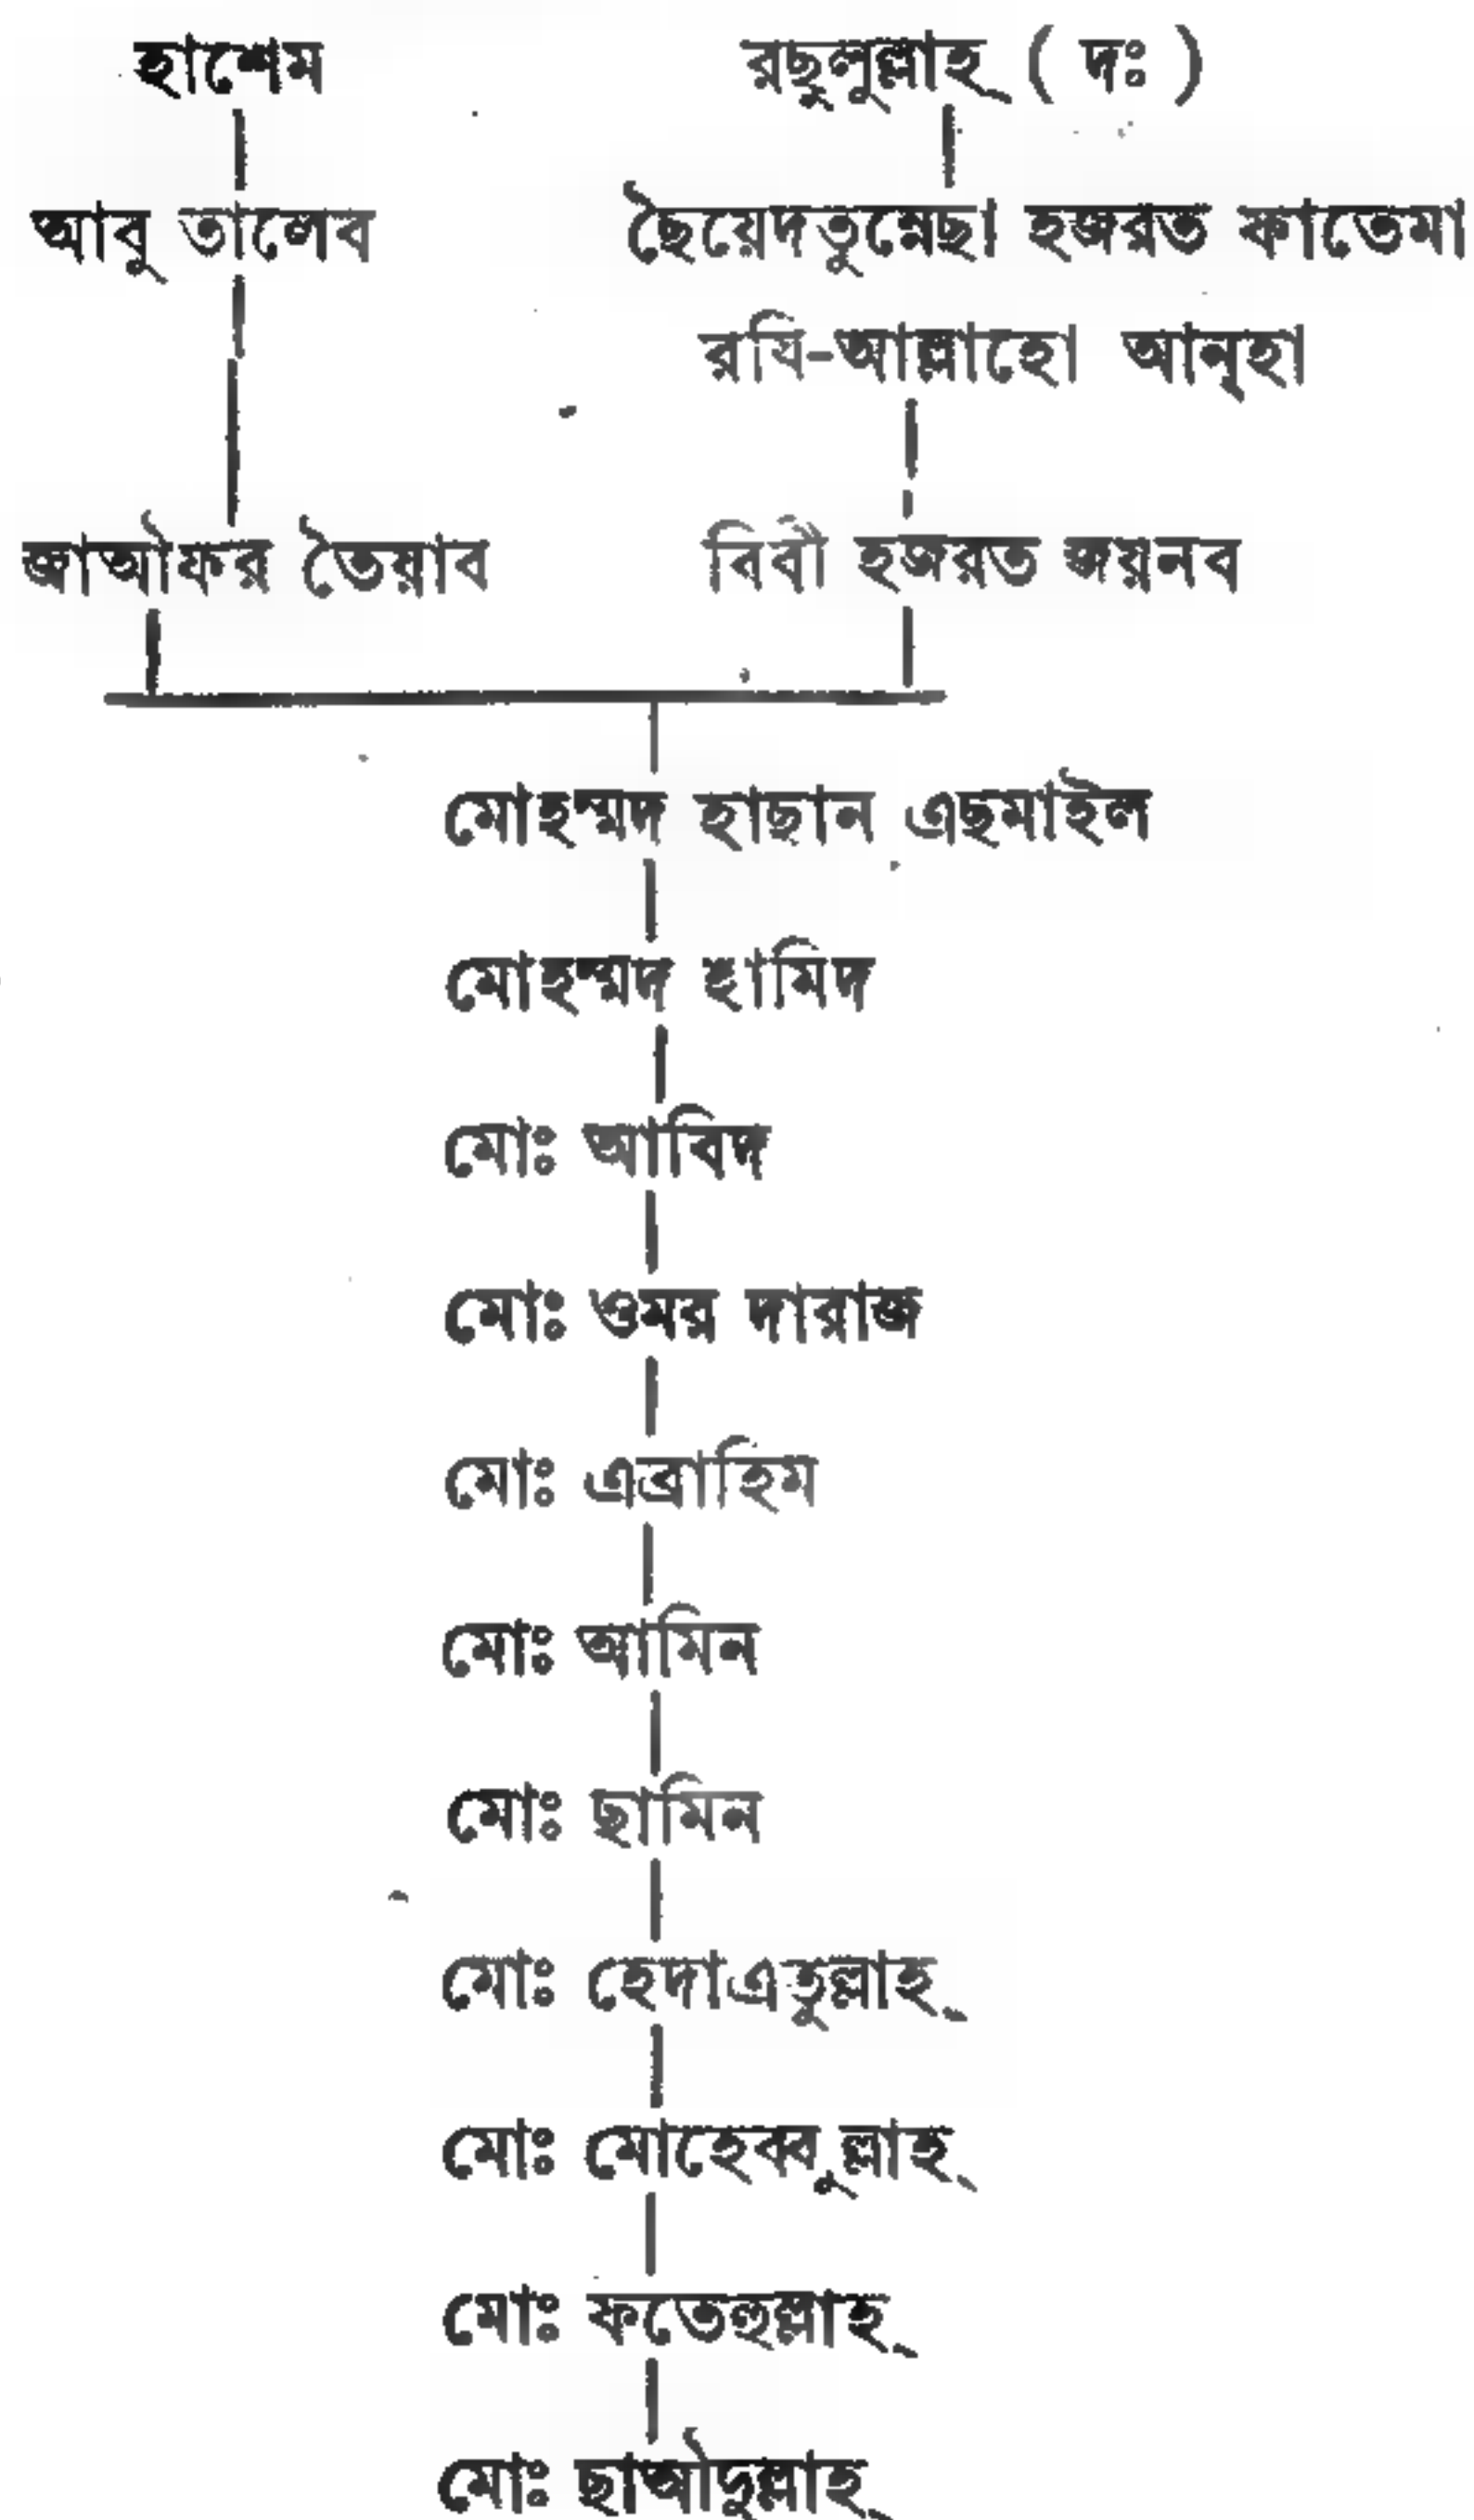 হাশেম
রছুলুল্লাহ্ ( দঃ )
আবু তালেব
ছৈয়েদতুন্নেছা হজরত ফাতেমা
রযি-আল্লাহো আন্‌হা
জাআফর তৈয়াব
বিবী হজরত জয়নব
মোহম্মদ হাছান এছমাইল
মোহম্মদ হামিদ
মোঃ আবিদ
মোঃ ওমর দারাজ
মোঃ এব্রাহিম
মোঃ আমিন
মোঃ ছামিন
মোঃ হেদাএতুল্লাহ্
মোঃ মোহেব্বুল্লাহ্
মোঃ ফতেহুল্লাহ্
মোঃ ছাআদুল্লাহ্